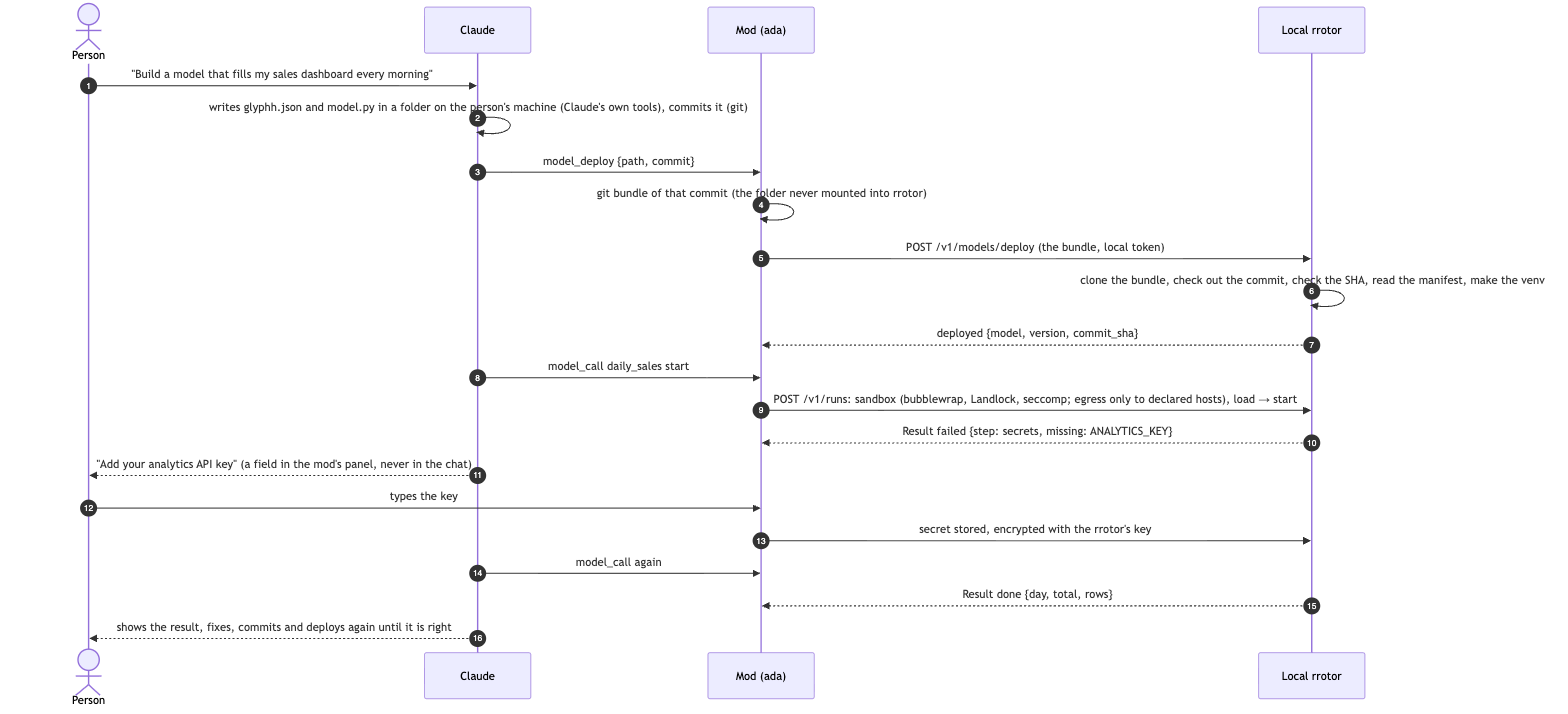 Person
Claude
Mod (ada)
Local rrotor
1
"Build a model that fills my sales dashboard every morning"
writes glyphh.json and model.py in a folder on the person's machine (Claude's own tools), commits it (git)
2
3
model_deploy {path, commit}
git bundle of that commit (the folder never mounted into rrotor)
4
5
POST /v1/models/deploy (the bundle, local token)
clone the bundle, check out the commit, check the SHA, read the manifest, make the venv
6
deployed {model, version, commit_sha}
7
8
model_call daily_sales start
9
POST /v1/runs: sandbox (bubblewrap, Landlock, seccomp; egress only to declared hosts), load → start
Result failed {step: secrets, missing: ANALYTICS_KEY}
10
"Add your analytics API key" (a field in the mod's panel, never in the chat)
11
12
types the key
13
secret stored, encrypted with the rrotor's key
14
model_call again
Result done {day, total, rows}
15
shows the result, fixes, commits and deploys again until it is right
16
Person
Claude
Mod (ada)
Local rrotor